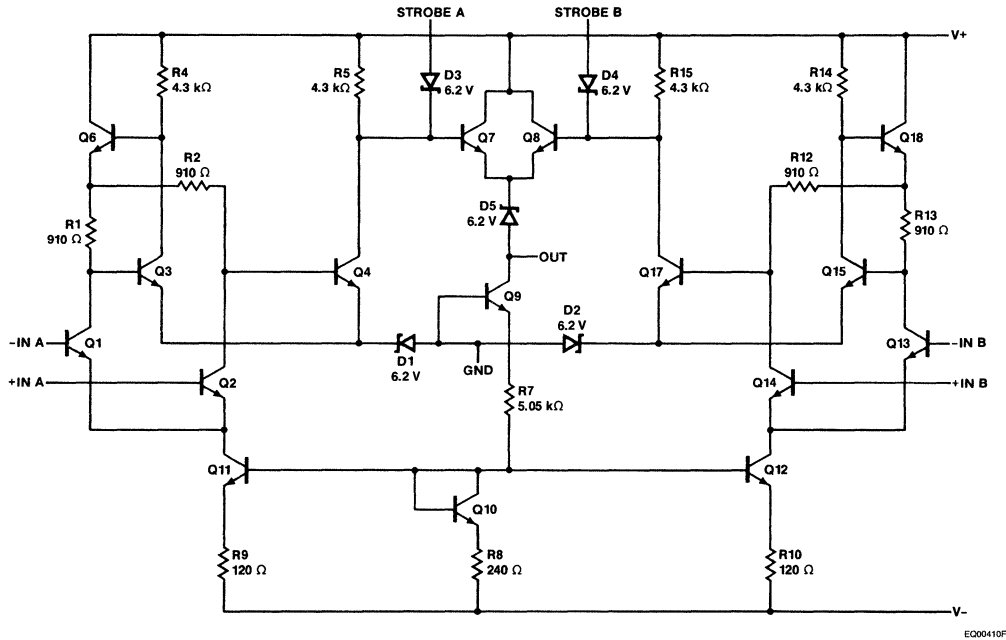 STROBE A
STROBE B
V+
R4
4.3 kΩ
R5
4.3 kΩ
D3
6.2 V
D4
6.2 V
R15
4.3 kΩ
R14
4.3 kΩ
Q6
Q7
Q8
Q18
R2
910 Ω
R12
910 Ω
R1
910 Ω
D5
6.2 V
R13
910 Ω
OUT
Q3
Q4
Q17
Q15
Q9
D2
6.2 V
-IN A
Q1
D1
6.2 V
GND
Q13
-IN B
+IN A
Q2
R7
5.05 kΩ
Q14
+IN B
Q11
Q12
Q10
R9
120 Ω
R8
240 Ω
R10
120 Ω
V-
EQ00410F